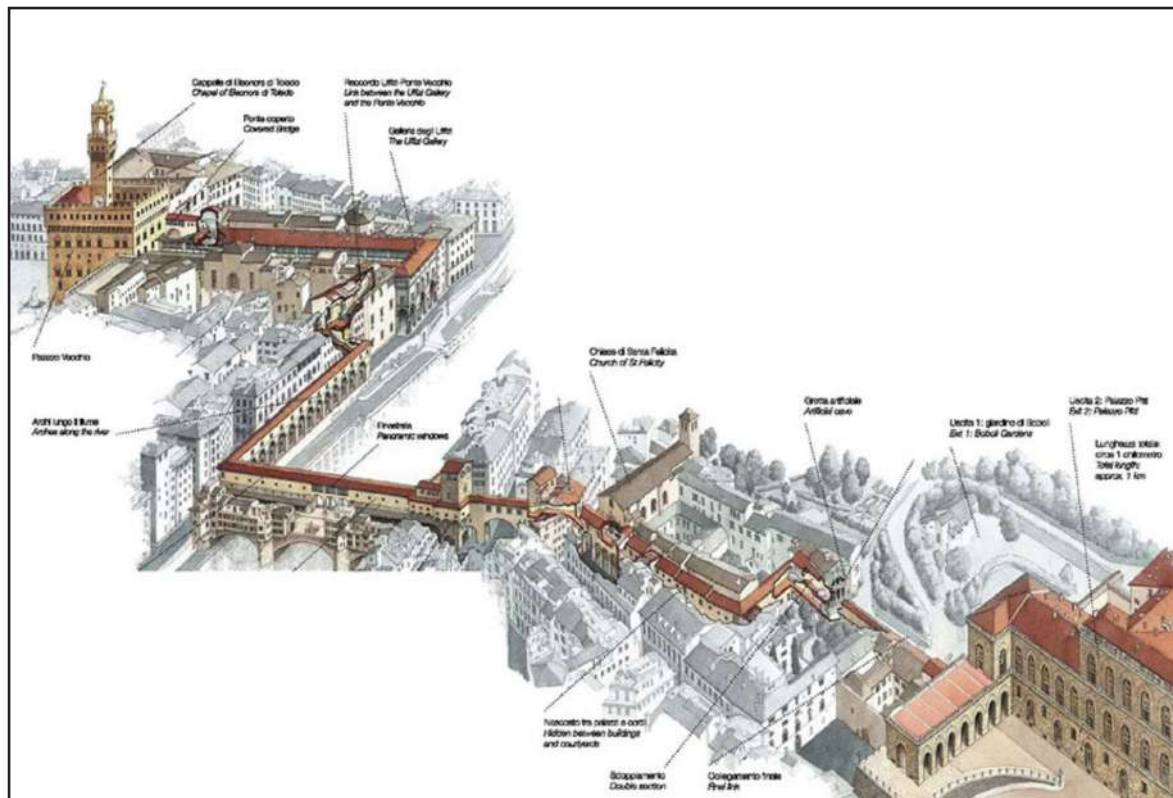 Cappella di Eleonora di Toledo
Chapel of Eleonora di Toledo
Ponte coperto
Covered Bridge
Raccordo Uffizi-Ponte Vecchio
Link between the Uffizi Gallery
and the Ponte Vecchio
Galleria degli Uffizi
The Uffizi Gallery
Palazzo Vecchio
Archi lungo il fiume
Arches along the river
Finestrale
Panoramic windows
Chiesa di Santa Felicita
Church of St Felicity
Grotta artificiale
Artificial cave
Uscita 1: giardino di Boboli
Exit 1: Boboli Gardens
Uscita 2: Palazzo Pitti
Exit 2: Palazzo Pitti
Lunghezza totale:
circa 1 chilometro
Total length:
approx. 1 km
Nascosto tra palazzi e cortili
Hidden between buildings
and courtyards
Sdoppiamento
Double section
Collegamento finale
Final link